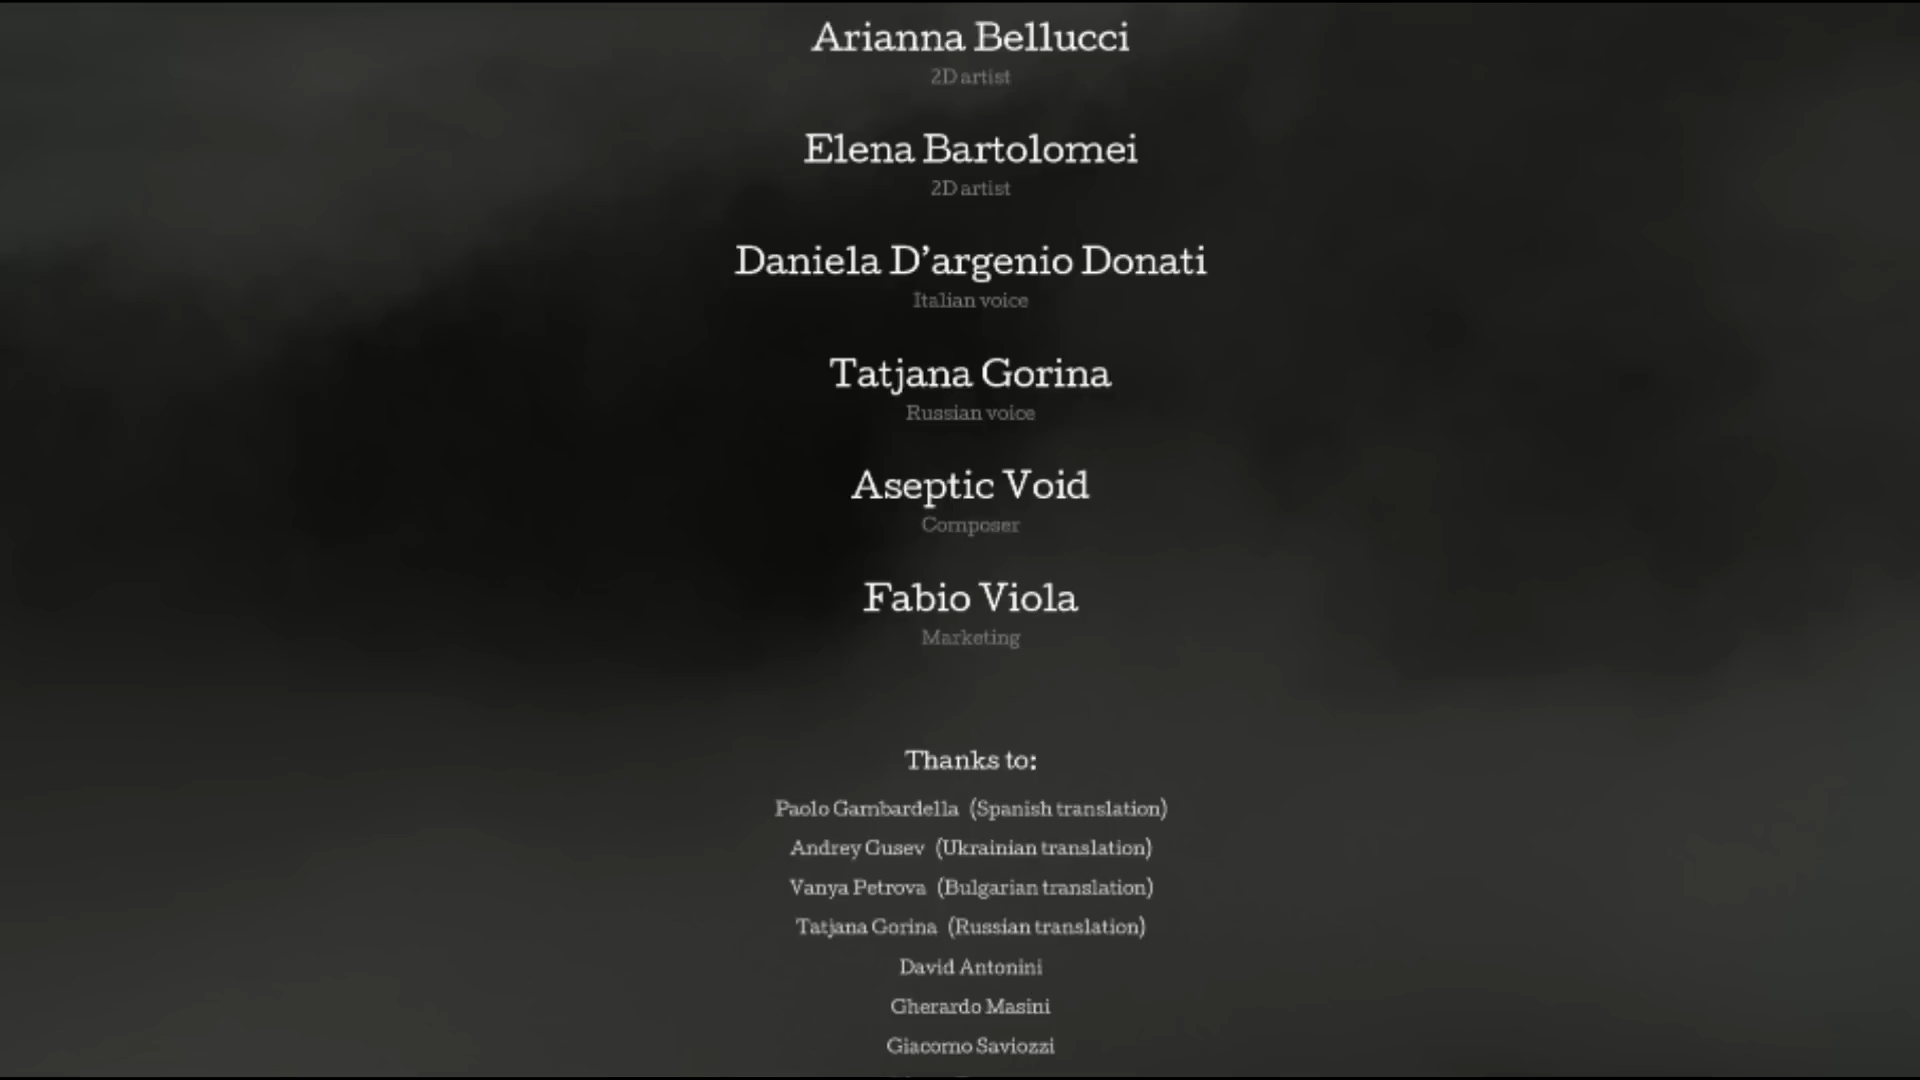 Arianna Bellucci
2D artist
Elena Bartolomei
2D artist
Daniela D’argenio Donati
Italian voice
Tatjana Gorina
Russian voice
Aseptic Void
Composer
Fabio Viola
Marketing
Thanks to:
Paolo Gambardella (Spanish translation)
Andrey Gusev (Ukrainian translation)
Vanya Petrova (Bulgarian translation)
Tatjana Gorina (Russian translation)
David Antonini
Gherardo Masini
Giacomo Saviozzi